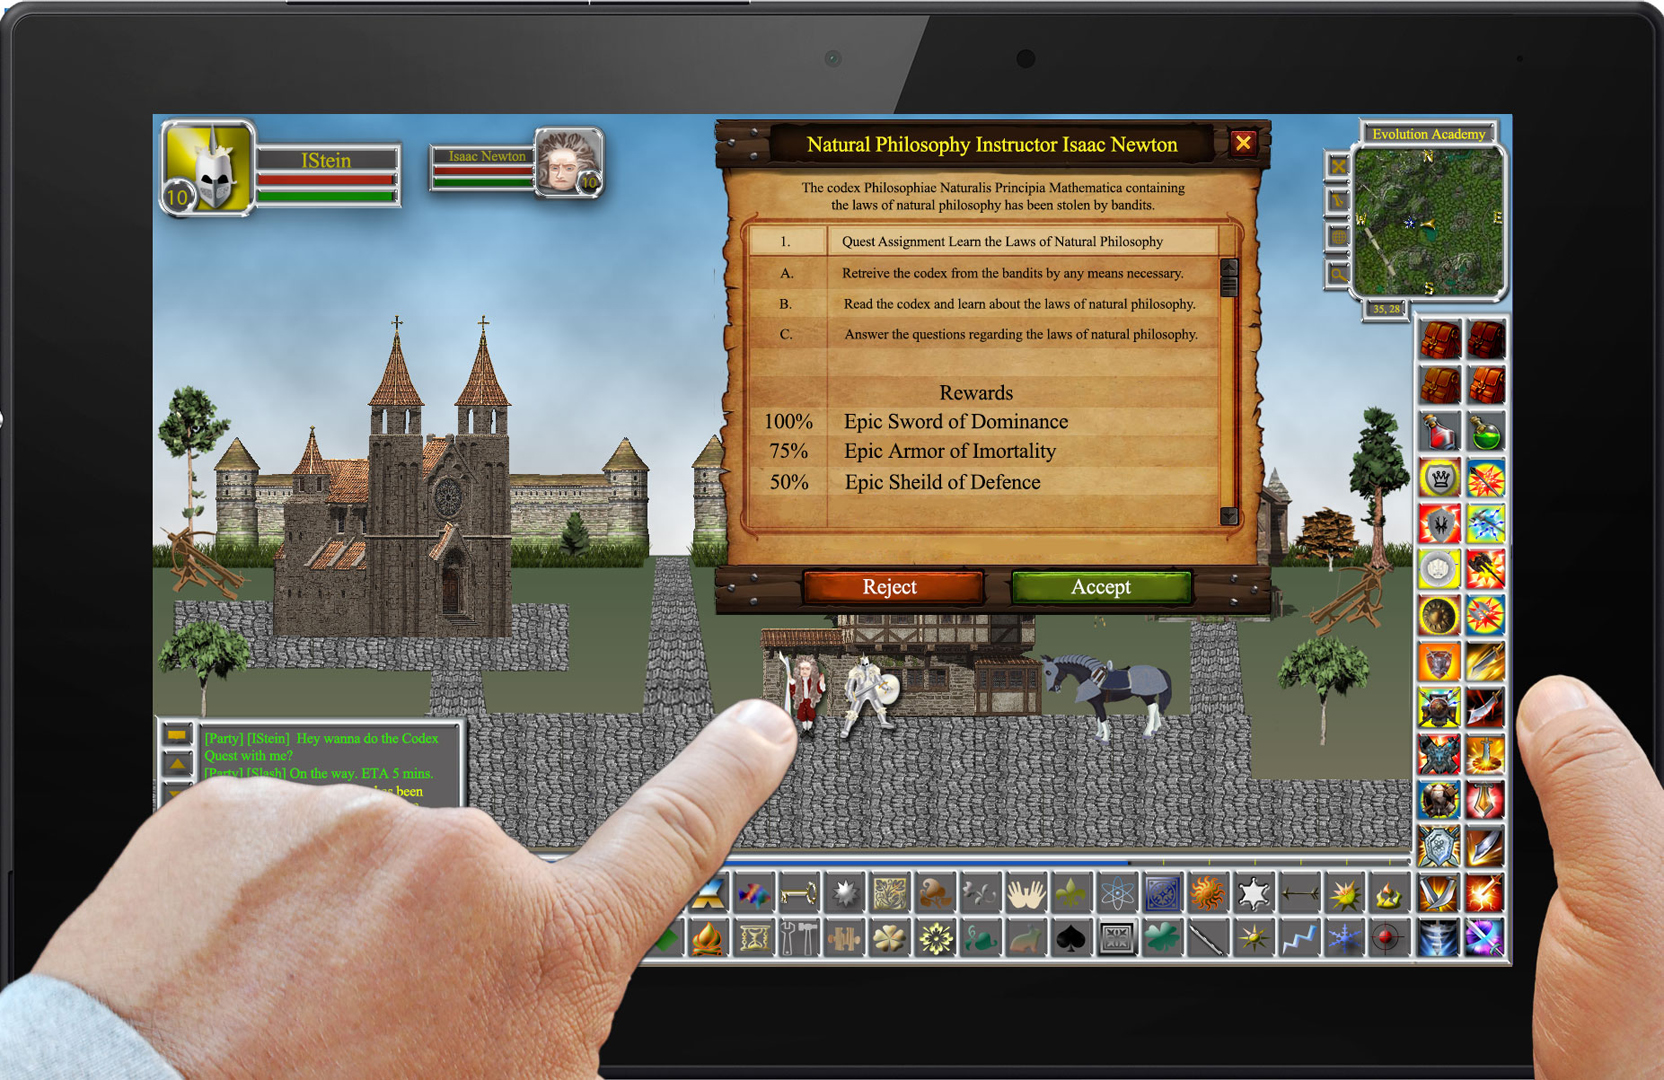 IStein
10
Isaac Newton
10
Natural Philosophy Instructor Isaac Newton
The codex Philosophiae Naturalis Principia Mathematica containing
the laws of natural philosophy has been stolen by bandits.
1. Quest Assignment Learn the Laws of Natural Philosophy
A. Retreive the codex from the bandits by any means necessary.
B. Read the codex and learn about the laws of natural philosophy.
C. Answer the questions regarding the laws of natural philosophy.
Rewards
100% Epic Sword of Dominance
75% Epic Armor of Imortality
50% Epic Sheild of Defence
Reject Accept
Evolution Academy
N
W E
S
35, 28
[Party] [IStein] Hey wanna do the Codex
Quest with me?
[Party] [Slash] On the way. ETA 5 mins.
been